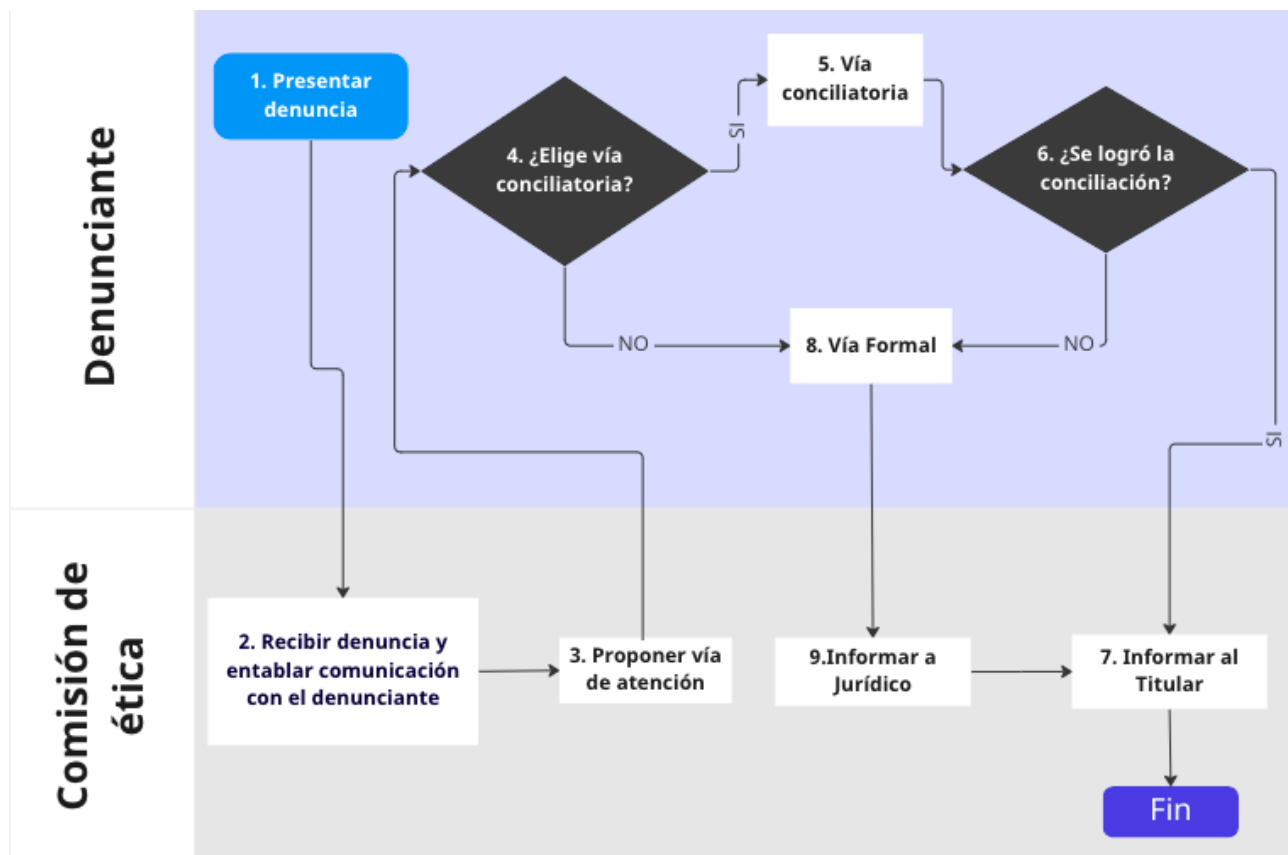 Denunciante
1. Presentar
denuncia
4. ¿Elige vía
conciliatoria?
SI
5. Vía
conciliatoria
6. ¿Se logró la
conciliación?
NO
8. Vía Formal
NO
SI
Comisión de
ética
2. Recibir denuncia y
entablar comunicación
con el denunciante
3. Proponer vía
de atención
9.Informar a
Jurídico
7. Informar al
Titular
Fin